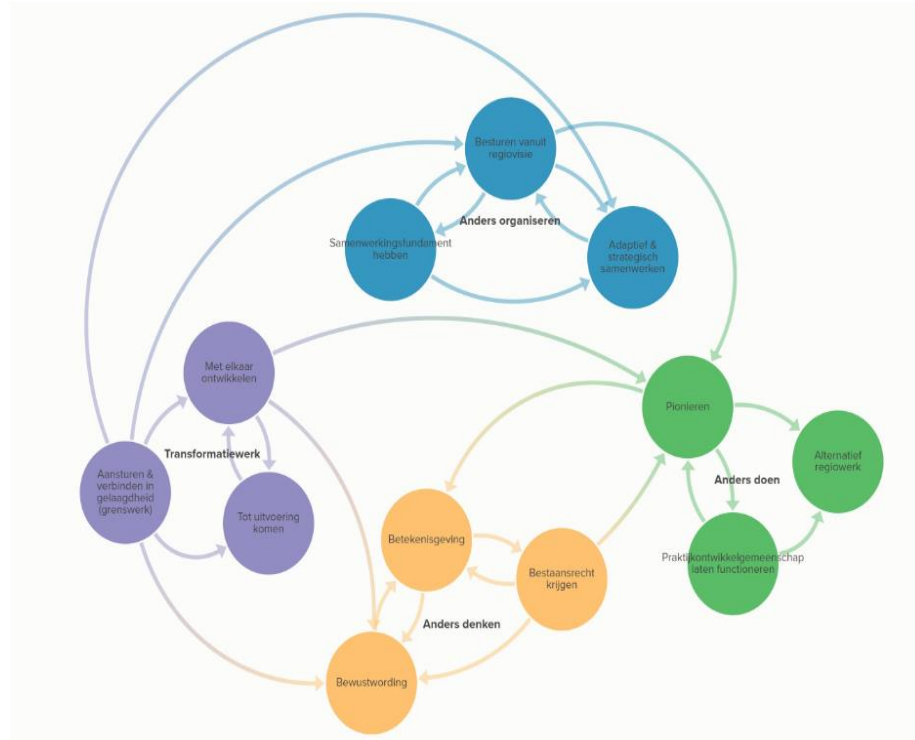 Besturen vanuit
regiovisie
Anders organiseren
Samenwerkingsfundament
hebben
Adaptief &
strategisch
samenwerken
Met elkaar
ontwikkelen
Transformatiewerk
Aansturen &
verbinden in
gelaagdheid
(grenswerk)
Tot uitvoering
komen
Pionieren
Alternatief
regiowerk
Anders doen
Praktijkontwikkelgemeenschap
laten functioneren
Betekenisgeving
Bestaansrecht
krijgen
Anders denken
Bewustwording